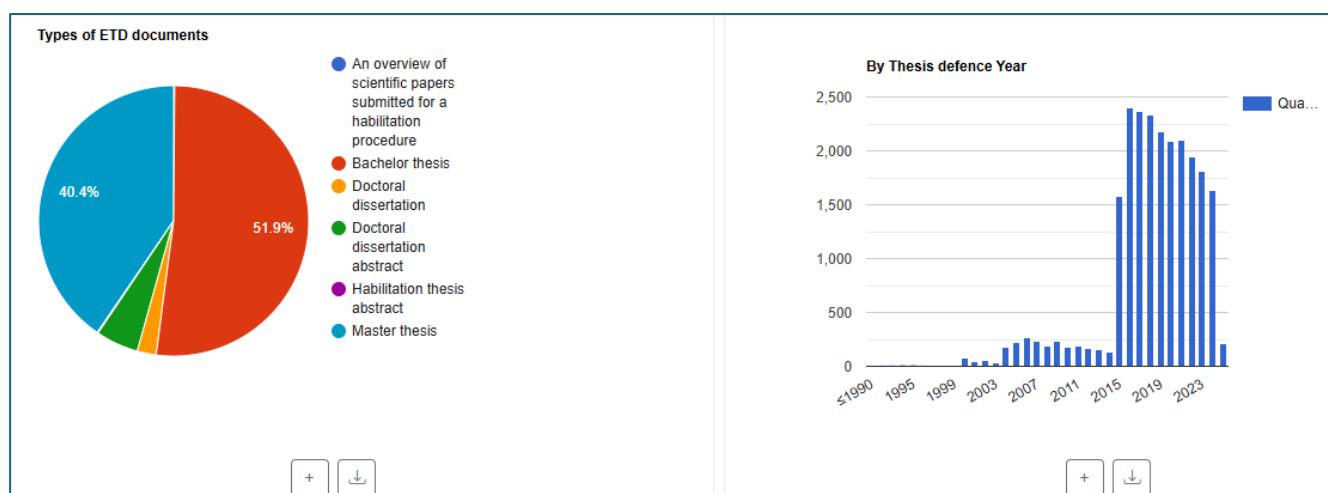 Types of ETD documents
An overview of
scientific papers
submitted for a
habilitation
procedure
Bachelor thesis
Doctoral
dissertation
Doctoral
dissertation
abstract
Habilitation thesis
abstract
Master thesis
40.4%
51.9%
+
By Thesis defence Year
Qua...
2,500
2,000
1,500
1,000
500
0
≤1990
1995
1999
2003
2007
2011
2015
2019
2023
+